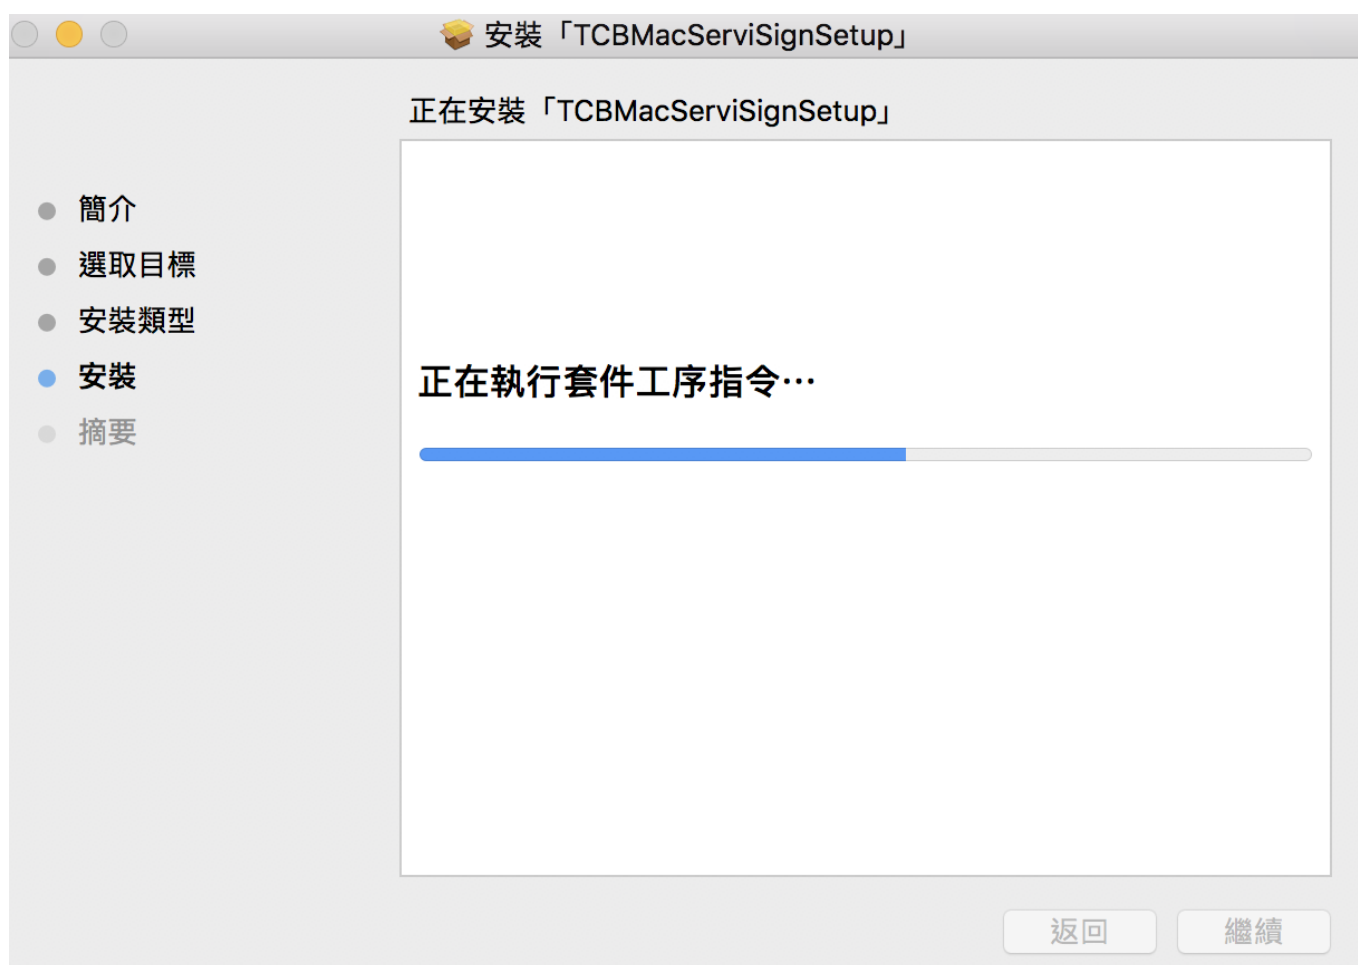 安裝「TCBMacServiSignSetup」
正在安裝「TCBMacServiSignSetup」
簡介
選取目標
安裝類型
安裝
摘要
正在執行套件工序指令⋯
返回
繼續